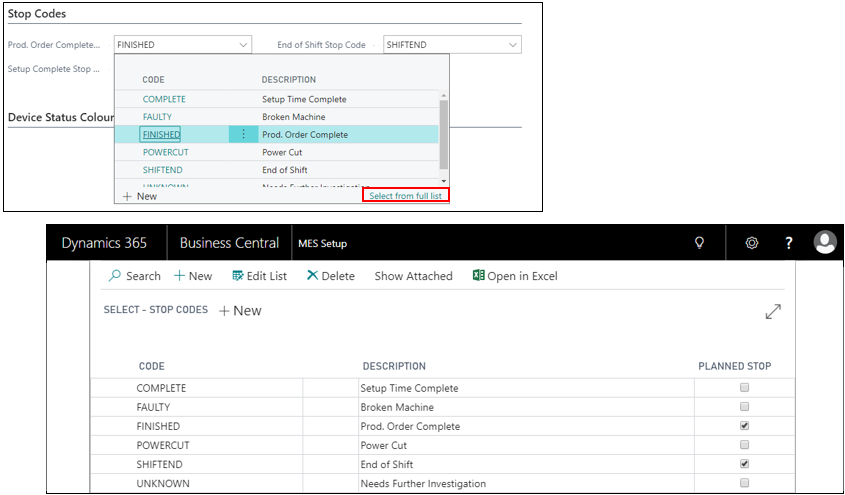 Stop Codes
Prod. Order Complete... FINISHED End of Shift Stop Code SHIFTEND
Setup Complete Stop ...
CODE DESCRIPTION
COMPLETE Setup Time Complete
FAULTY Broken Machine
Device Status Colour
FINISHED Prod. Order Complete
POWERCUT Power Cut
SHIFTEND End of Shift
UNKNOWN Needs Further Investigation
New Select from full list
Dynamics 365 Business Central MES Setup ?
Search New Edit List Delete Show Attached Open in Excel
SELECT - STOP CODES New
CODE DESCRIPTION PLANNED STOP
COMPLETE Setup Time Complete
FAULTY Broken Machine
FINISHED Prod. Order Complete
POWERCUT Power Cut
SHIFTEND End of Shift
UNKNOWN Needs Further Investigation